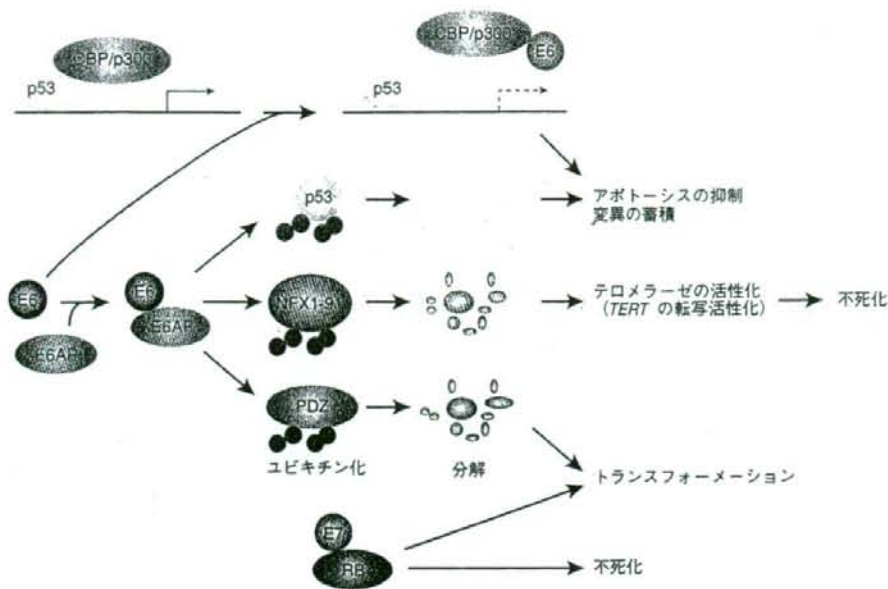 CBP/p300
p53
CBP/p300
E6
p53
p53
アポトーシスの抑制
変異の蓄積
E6
E6
E6AP
E6AP
NFX1-9
テロメラーゼの活性化
(TERT の転写活性化)
不死化
PDZ
ユビキチン化
分解
トランスフォーメーション
E7
RB
不死化